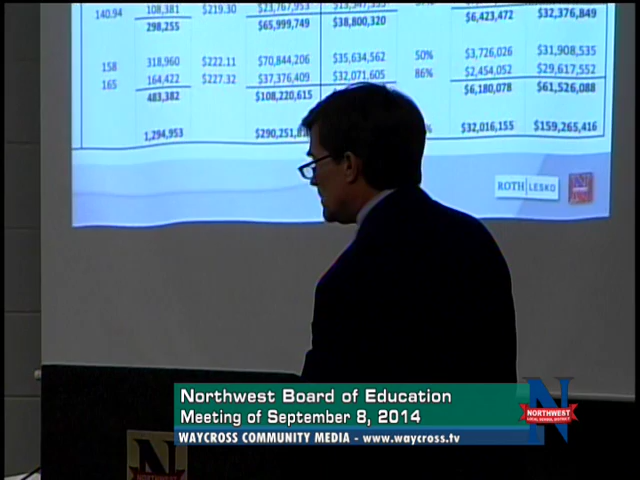 140.94 108,381 $219.30 $23,767,953
298,255 $65,999,749 $38,800,320 $6,423,472 $32,376,849
158 318,960 $222.11 $70,844,206 $35,634,562 50% $3,726,026 $31,908,535
165 164,422 $227.32 $37,376,409 $32,071,605 86% $2,454,052 $29,617,552
483,382 $108,220,615 $6,180,078 $61,526,088
1,294,953 $32,016,155 $159,265,416
ROTH LESKO
N
Northwest Board of Education
Meeting of September 8, 2014
WAYCROSS COMMUNITY MEDIA - www.waycross.tv
N
NORTHWEST
LOCAL SCHOOL DISTRICT
N
NORTHWEST